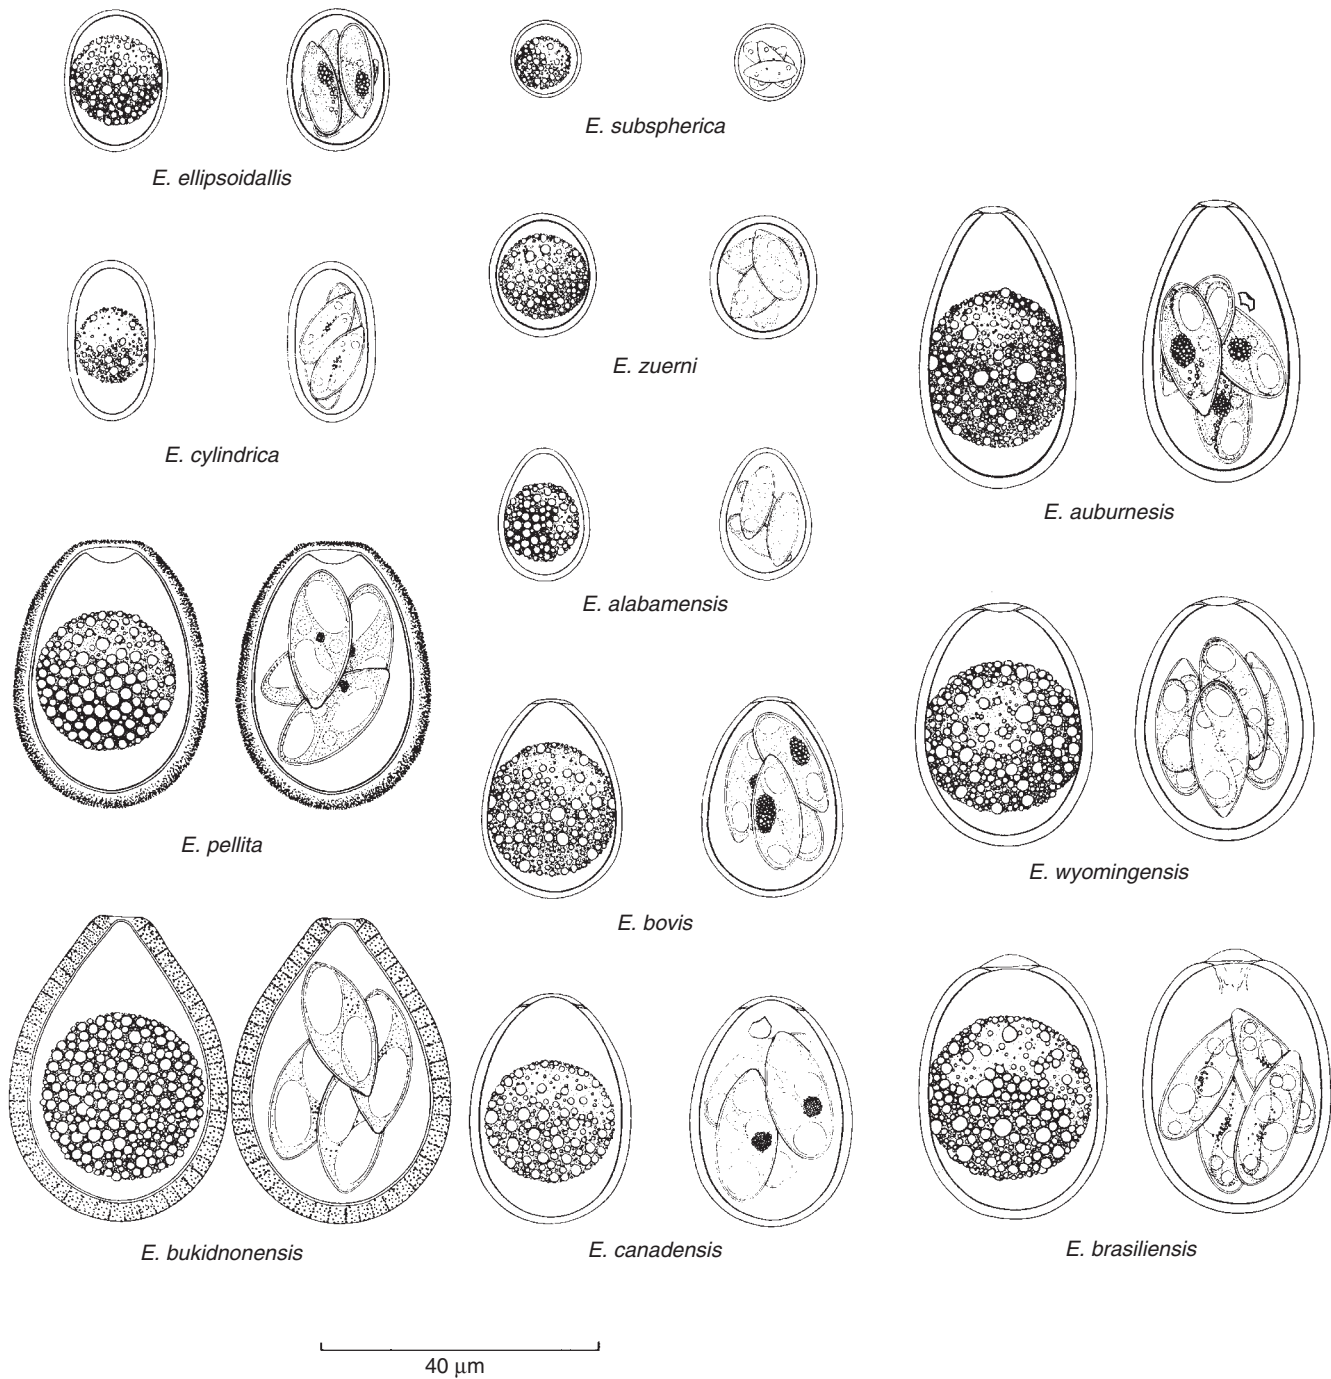 E. ellipsoidallis
E. subspherica
E. cylindrica
E. zuerni
E. auburnesis
E. alabamensis
E. pellita
E. wyomingensis
E. bovis
E. bukidnonensis
E. canadensis
E. brasiliensis
40 µm